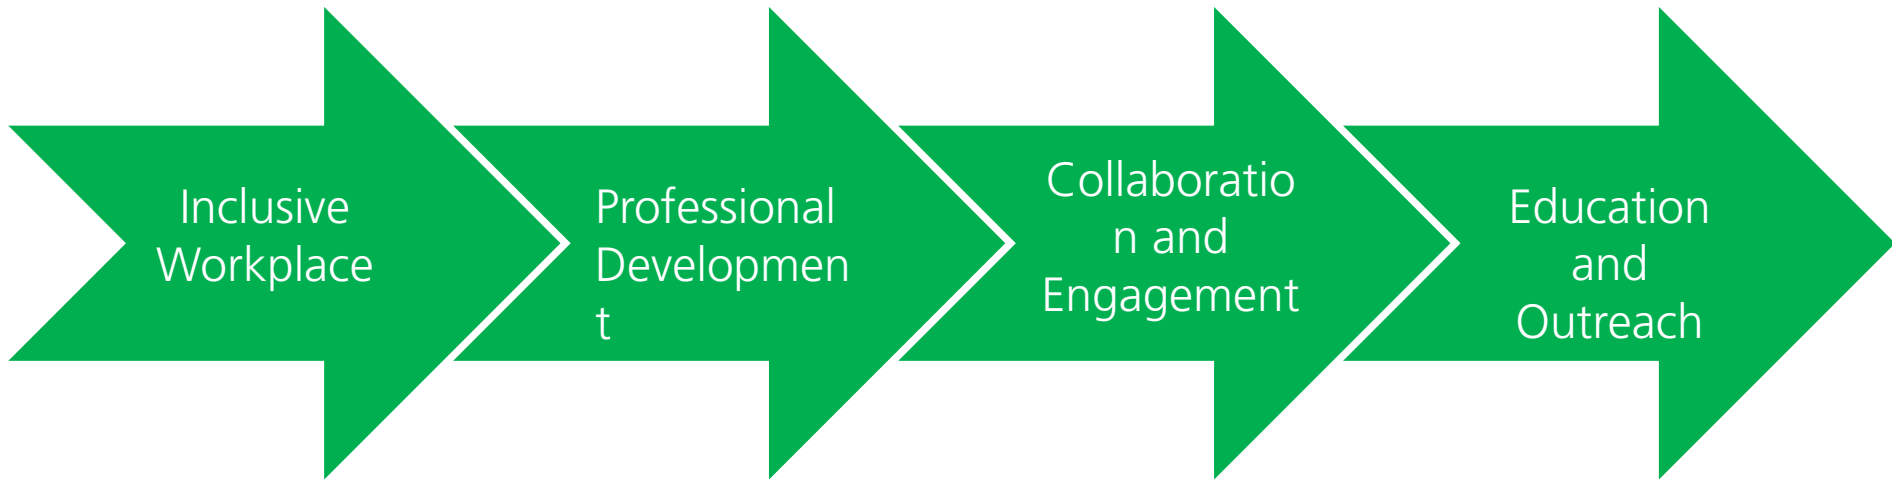 Inclusive
Workplace
Professional
Developmen
t
Collaboratio
n and
Engagement
Education
and
Outreach